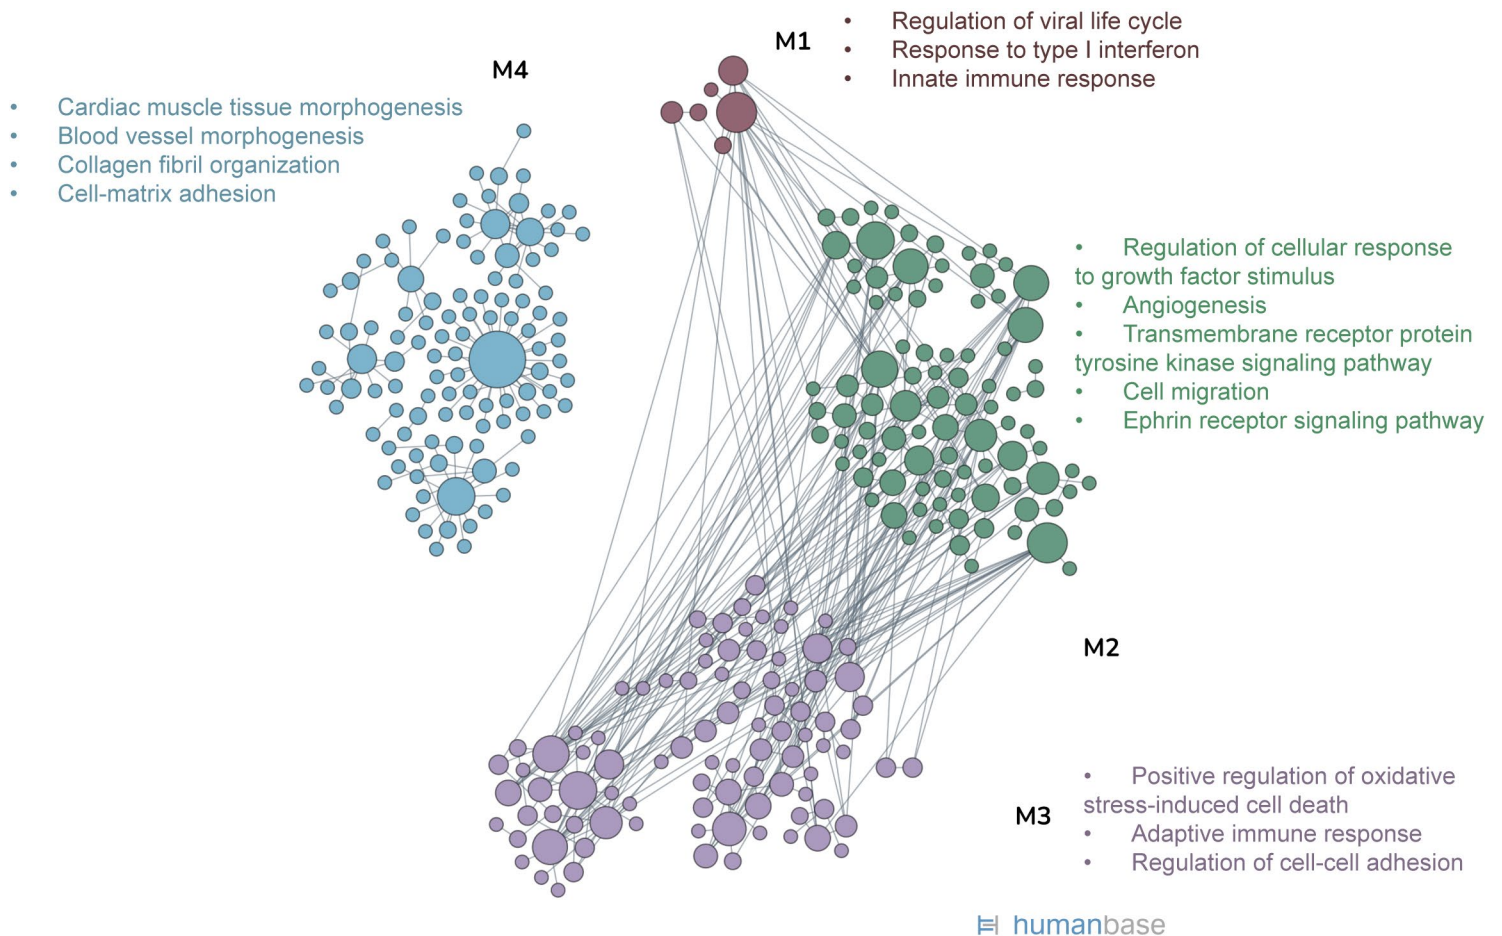 M1
• Regulation of viral life cycle
• Response to type I interferon
• Innate immune response
M4
• Cardiac muscle tissue morphogenesis
• Blood vessel morphogenesis
• Collagen fibril organization
• Cell-matrix adhesion
• Regulation of cellular response
to growth factor stimulus
• Angiogenesis
• Transmembrane receptor protein
tyrosine kinase signaling pathway
• Cell migration
• Ephrin receptor signaling pathway
M2
M3
• Positive regulation of oxidative
stress-induced cell death
• Adaptive immune response
• Regulation of cell-cell adhesion
humanbase